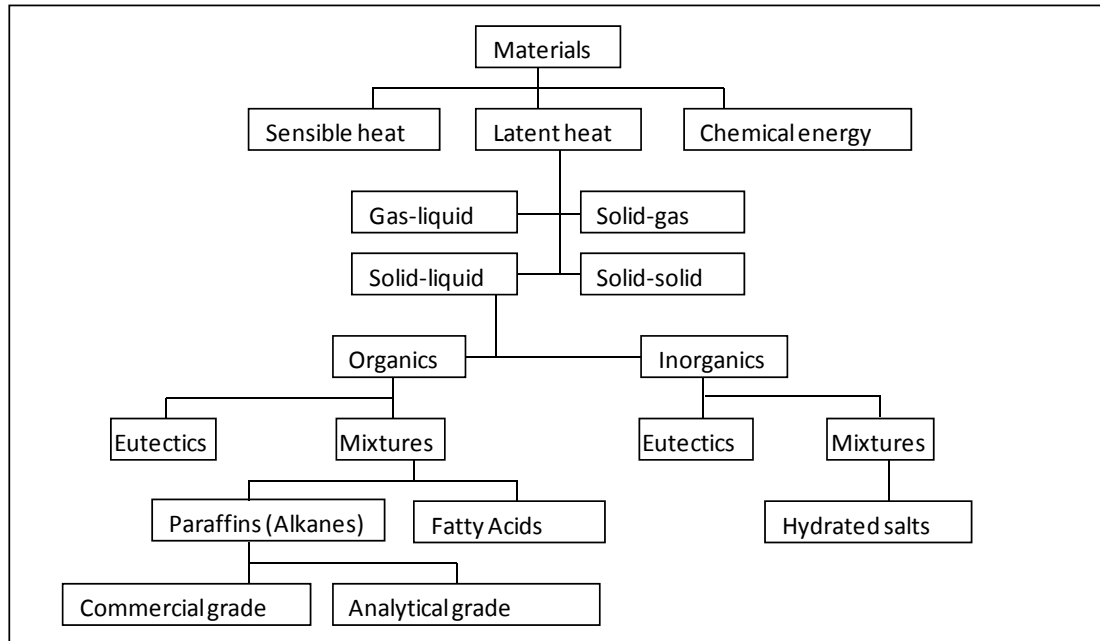 Materials
Sensible heat
Latent heat
Chemical energy
Gas-liquid
Solid-gas
Solid-liquid
Solid-solid
Organics
Inorganics
Eutectics
Mixtures
Eutectics
Mixtures
Paraffins (Alkanes)
Fatty Acids
Hydrated salts
Commercial grade
Analytical grade